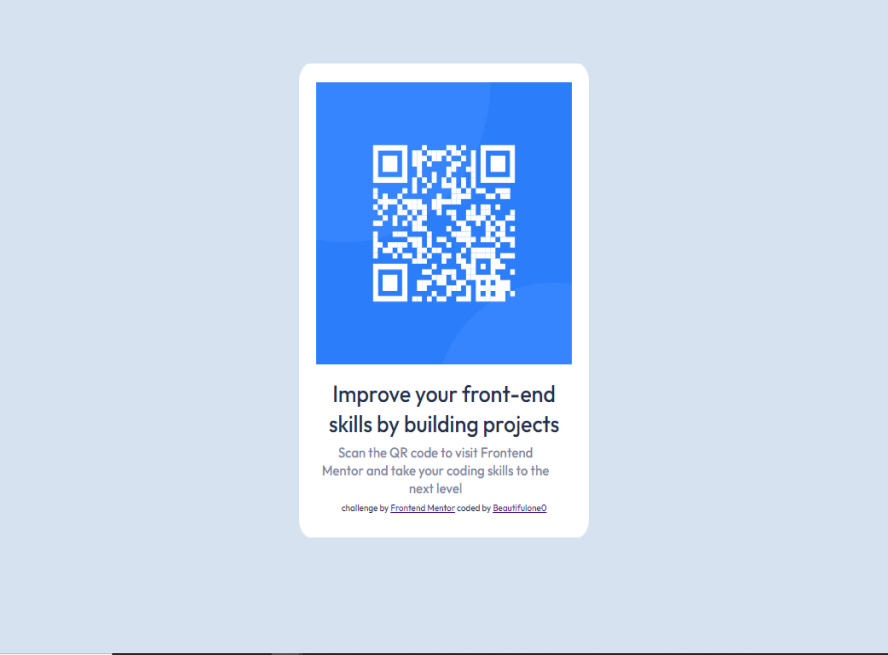 Improve your front-end
skills by building projects
Scan the QR code to visit Frontend
Mentor and take your coding skills to the
next level
challenge by Frontend Mentor coded by Beautifulone0